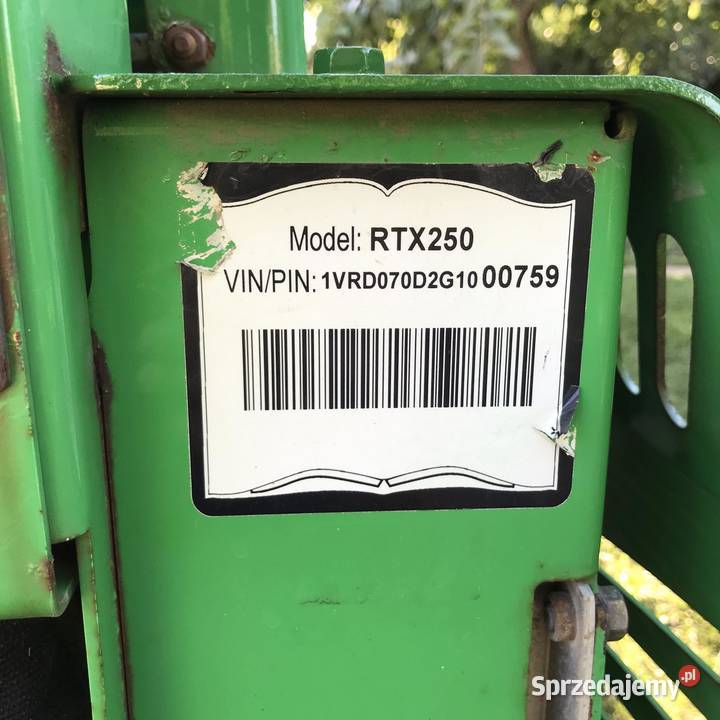 Model: RTX250
VIN/PIN: 1VRD070D2G1000759
Sprzedajemy.pl